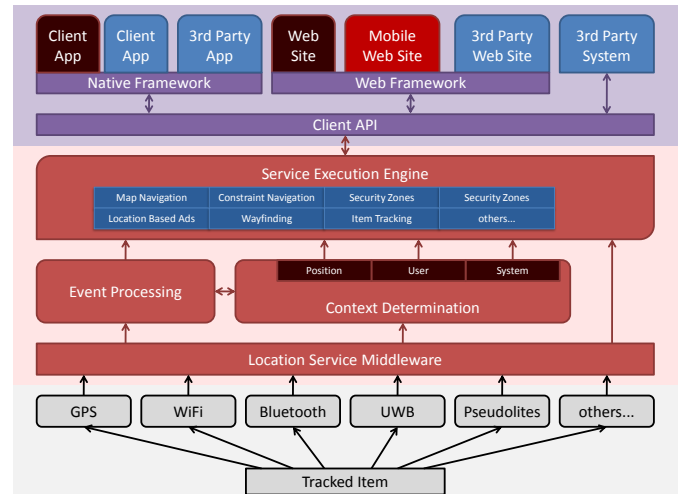 Client App
Client App
3rd Party App
Web Site
Mobile Web Site
3rd Party Web Site
3rd Party System
Native Framework
Web Framework
Client API
Service Execution Engine
Map Navigation
Constraint Navigation
Security Zones
Security Zones
Location Based Ads
Wayfinding
Item Tracking
others...
Position
User
System
Event Processing
Context Determination
Location Service Middleware
GPS
WiFi
Bluetooth
UWB
Pseudolites
others...
Tracked Item